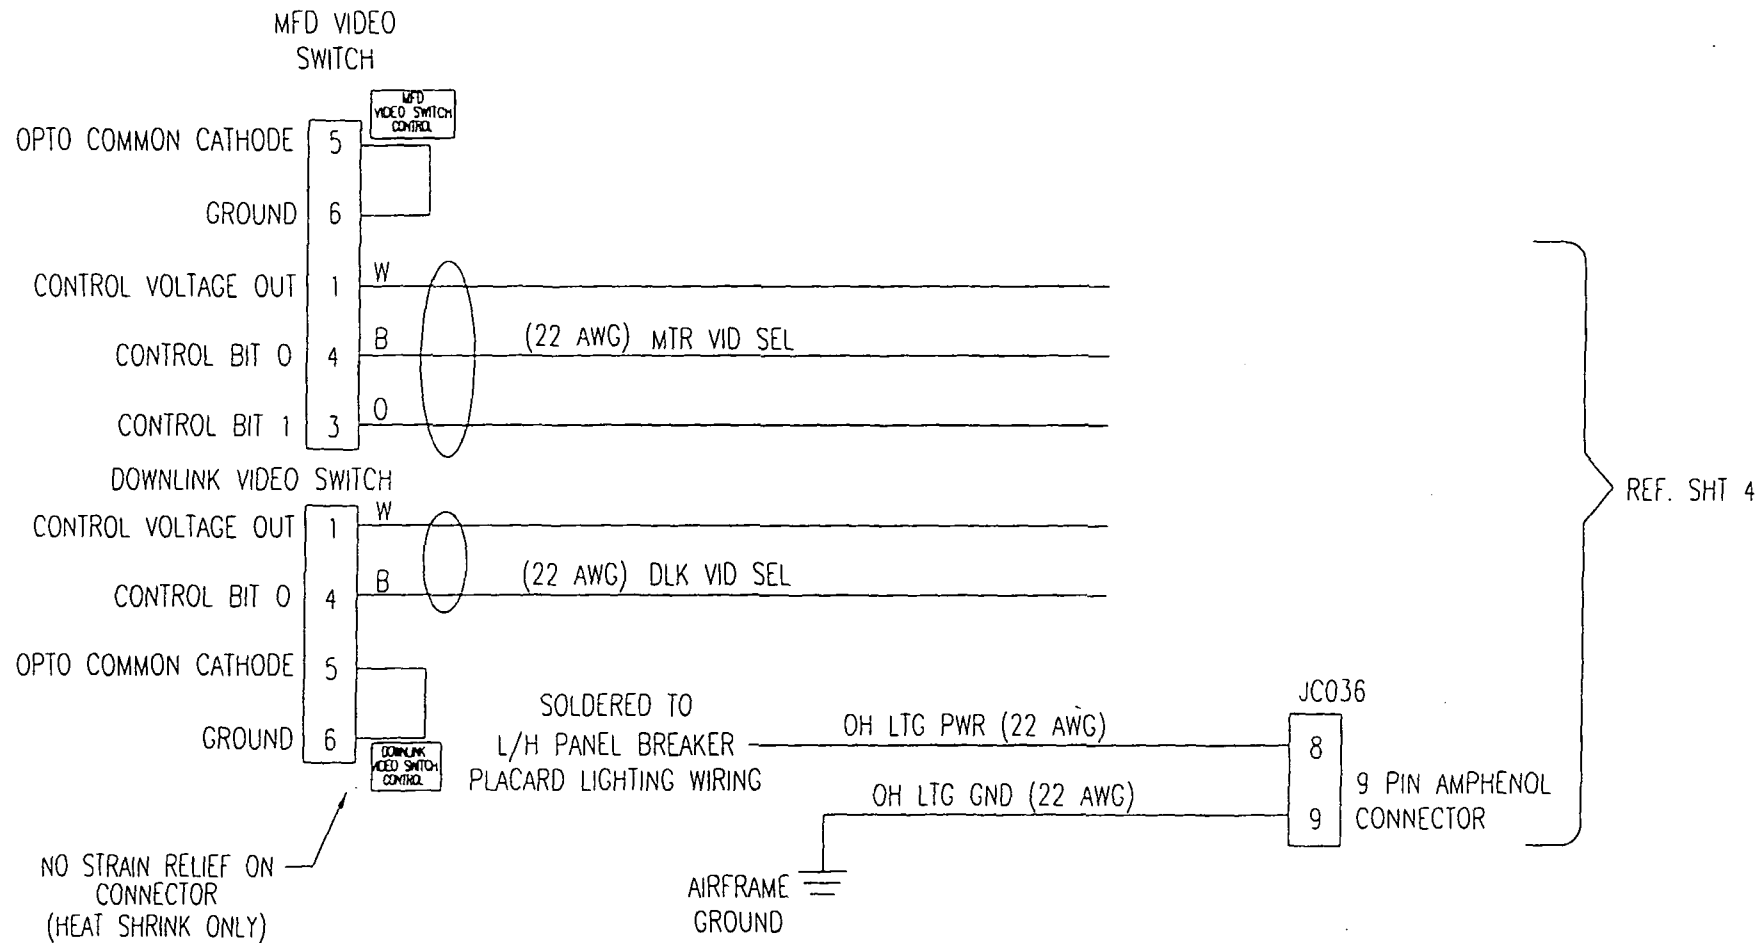 MFD VIDEO
SWITCH
MFD
VIDEO SWITCH
CONTROL
OPTO COMMON CATHODE 5
GROUND 6
CONTROL VOLTAGE OUT 1 W
CONTROL BIT 0 4 B (22 AWG) MTR VID SEL
CONTROL BIT 1 3 O
REF. SHT 4
DOWNLINK VIDEO SWITCH
CONTROL VOLTAGE OUT 1 W
CONTROL BIT 0 4 B (22 AWG) DLK VID SEL
OPTO COMMON CATHODE 5
GROUND 6
DOWNLINK
VIDEO SWITCH
CONTROL
NO STRAIN RELIEF ON
CONNECTOR
(HEAT SHRINK ONLY)
SOLDERED TO
L/H PANEL BREAKER
PLACARD LIGHTING WIRING
OH LTG PWR (22 AWG)
OH LTG GND (22 AWG)
AIRFRAME
GROUND
JC036
8
9
9 PIN AMPHENOL
CONNECTOR